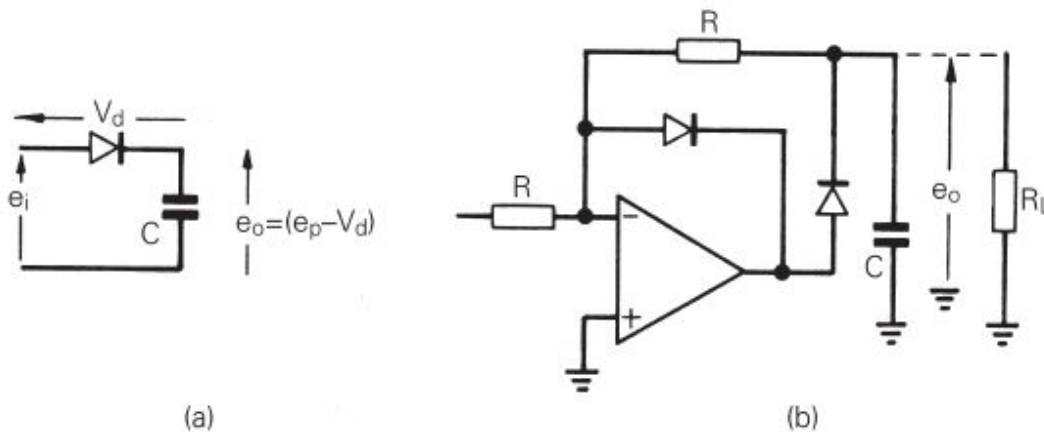 V_d
e_i
C
e_o=(e_p−V_d)
(a)
R
R
−
+
C
e_o
R_L
(b)